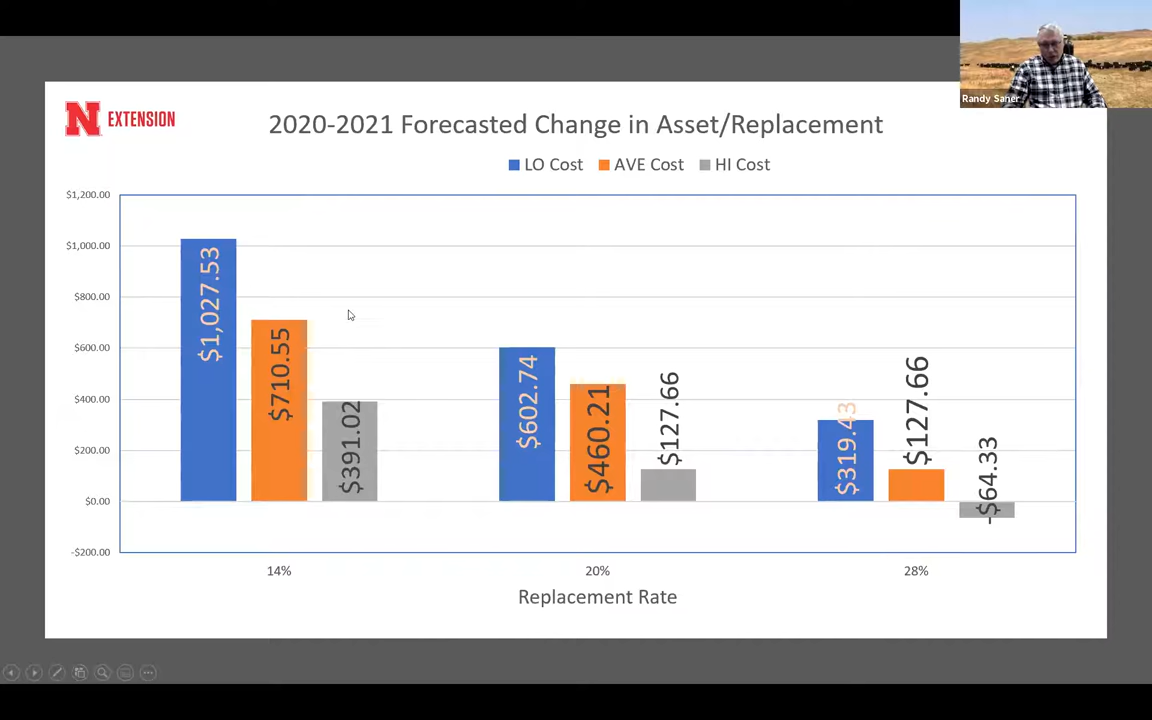 Randy Saner
N EXTENSION
2020-2021 Forecasted Change in Asset/Replacement
LO Cost AVE Cost HI Cost
$1,200.00
$1,000.00
$800.00
$600.00
$400.00
$200.00
$0.00
-$200.00
$1,027.53
$710.55
$391.02
$602.74
$460.21
$127.66
$319.43
$127.66
-$64.33
14% 20% 28%
Replacement Rate